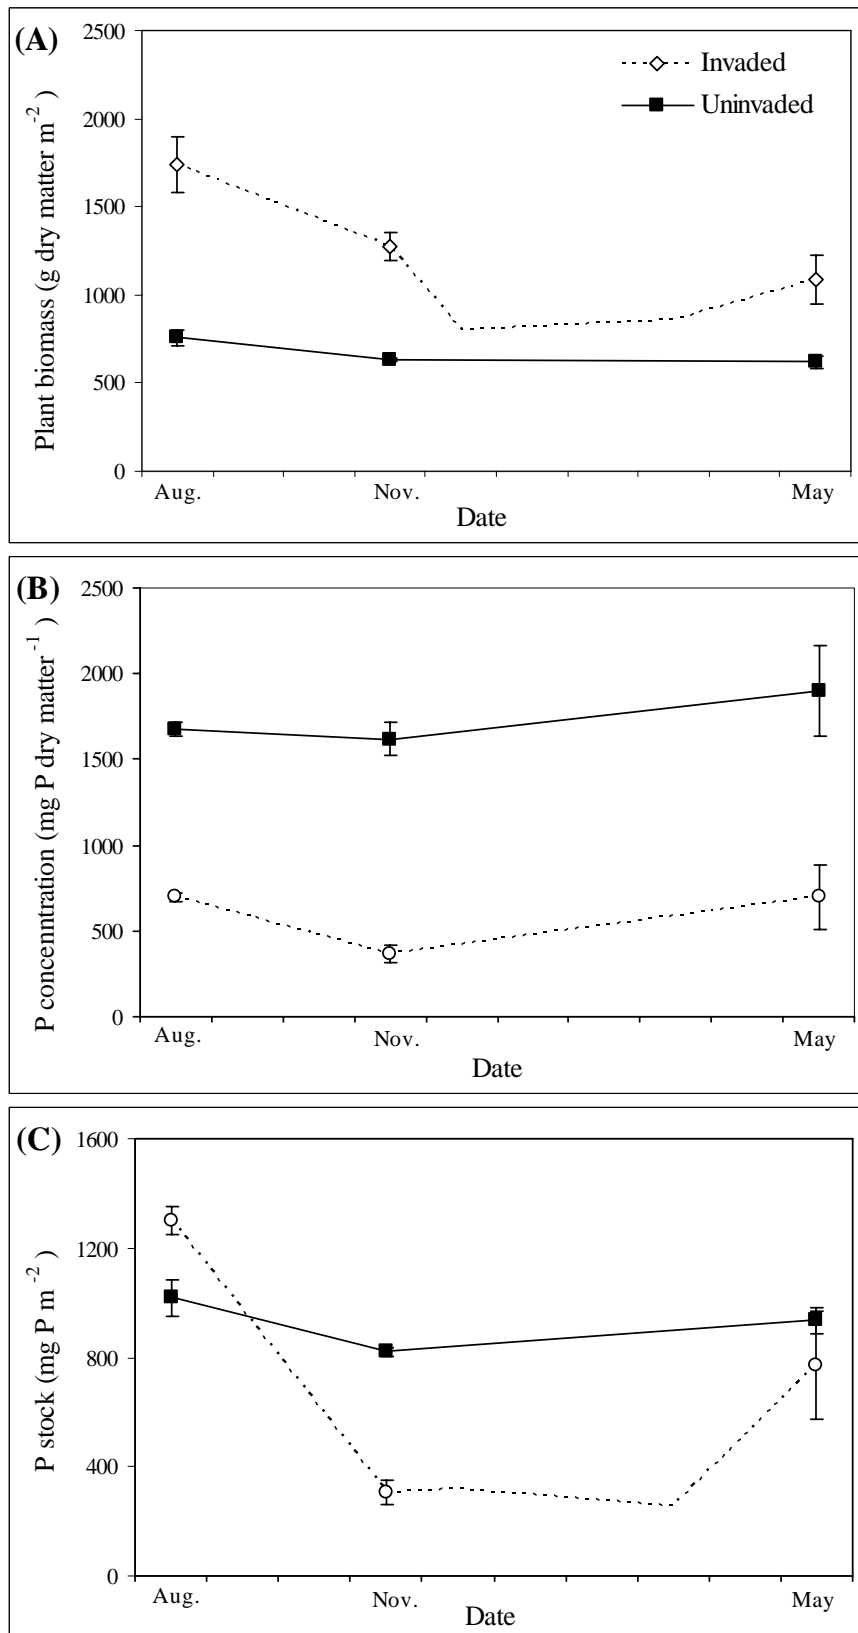 (A)
2500
2000
1500
1000
500
0
Plant biomass (g dry matter m-2 )
Invaded
Uninvaded
Aug.
Nov.
May
Date
(B)
2500
2000
1500
1000
500
0
P concenntration (mg P dry matter-1 )
Aug.
Nov.
May
Date
(C)
1600
1200
800
400
0
P stock (mg P m -2 )
Aug.
Nov.
May
Date